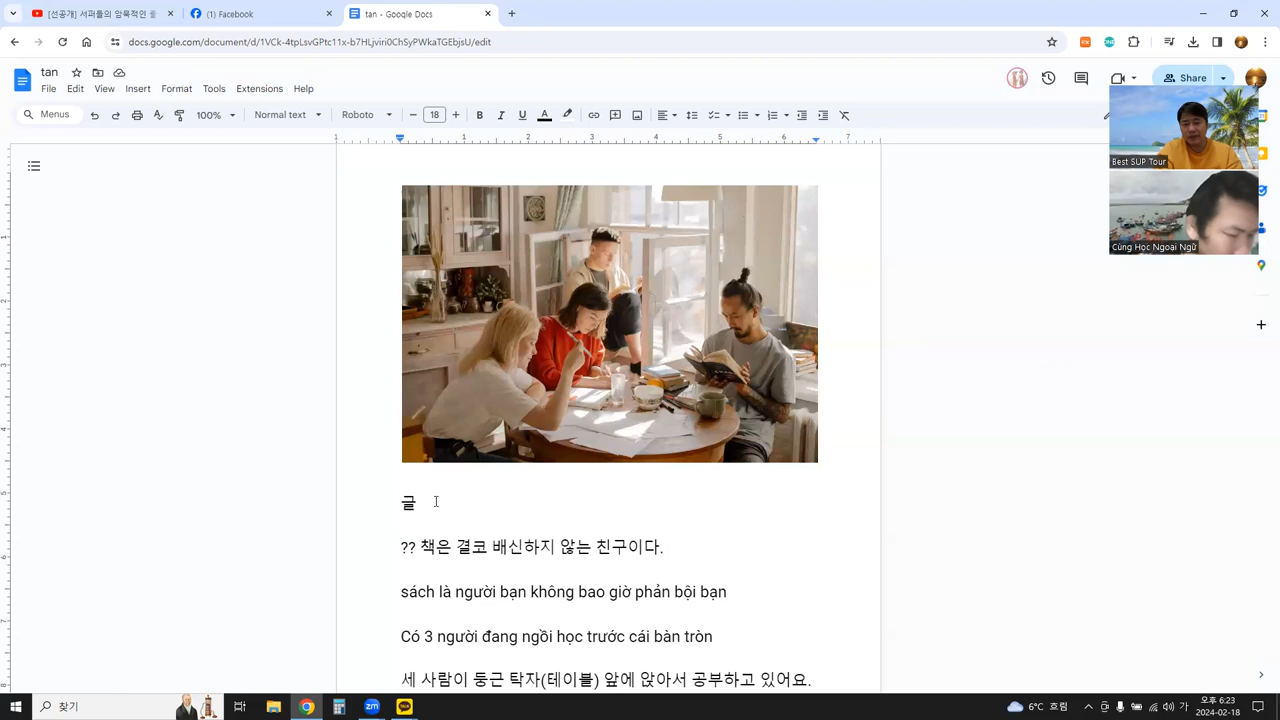 [선공개] 서퍼들의 암묵적인
(1) Facebook
tan - Google Docs
docs.google.com/document/d/1VCk-4tpLsvGPtc11x-b7HLjviri0ChSvPWkaTGEbjsU/edit
tan
File Edit View Insert Format Tools Extensions Help
Share
Menus
100%
Normal text
Roboto
18
Best SUP Tour
Cùng Học Ngoại Ngữ
글
?? 책은 결코 배신하지 않는 친구이다.
sách là người bạn không bao giờ phản bội bạn
Có 3 người đang ngồi học trước cái bàn tròn
세 사람이 둥근 탁자(테이블) 앞에 앉아서 공부하고 있어요.
찾기
6°C 흐림
가
오후 6:23
2024-02-18